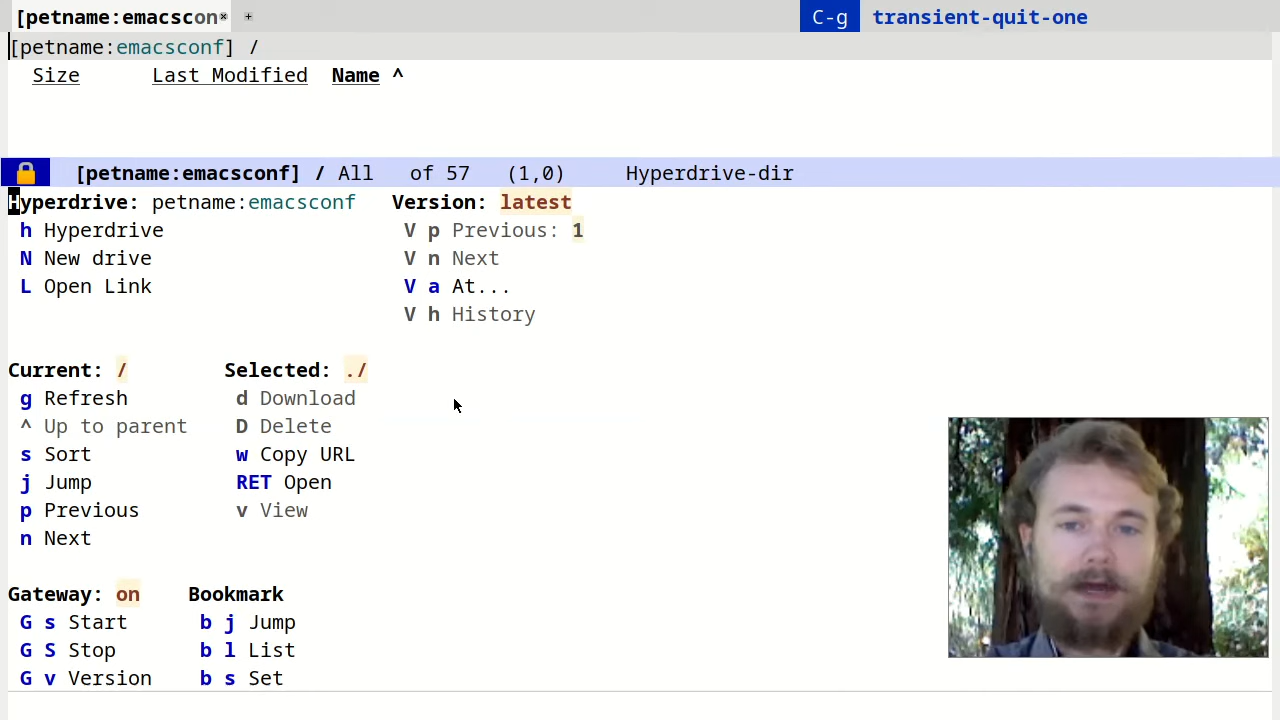 [petname:emacscon× + C-g transient-quit-one
[petname:emacsconf] /
Size Last Modified Name ^
[petname:emacsconf] / All of 57 (1,0) Hyperdrive-dir
Hyperdrive: petname:emacsconf Version: latest
h Hyperdrive V p Previous: 1
N New drive V n Next
L Open Link V a At...
V h History
Current: / Selected: ./
g Refresh d Download
^ Up to parent D Delete
s Sort w Copy URL
j Jump RET Open
p Previous v View
n Next
Gateway: on Bookmark
G s Start b j Jump
G S Stop b l List
G v Version b s Set